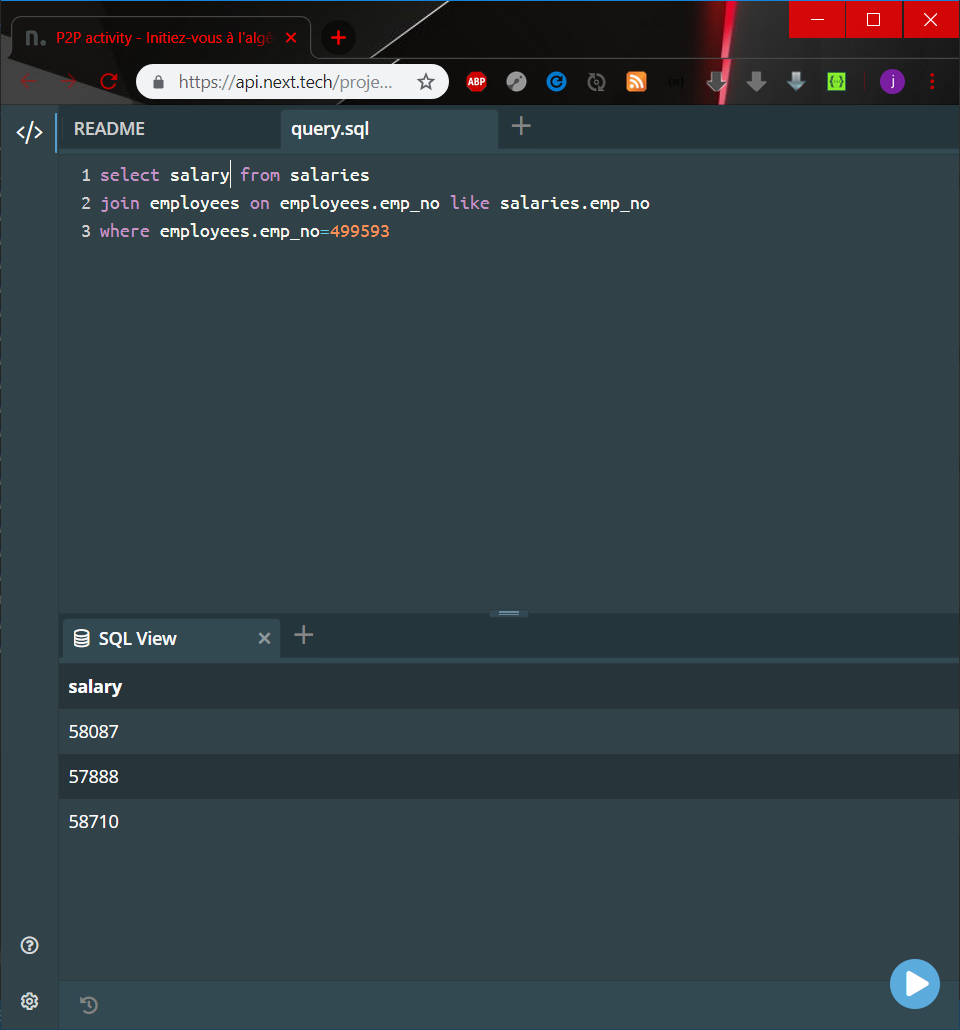 n. P2P activity - Initiez-vous à l'algè
https://api.next.tech/proje...
ABP
j
README
query.sql
1 select salary from salaries
2 join employees on employees.emp_no like salaries.emp_no
3 where employees.emp_no=499593
SQL View
salary
58087
57888
58710